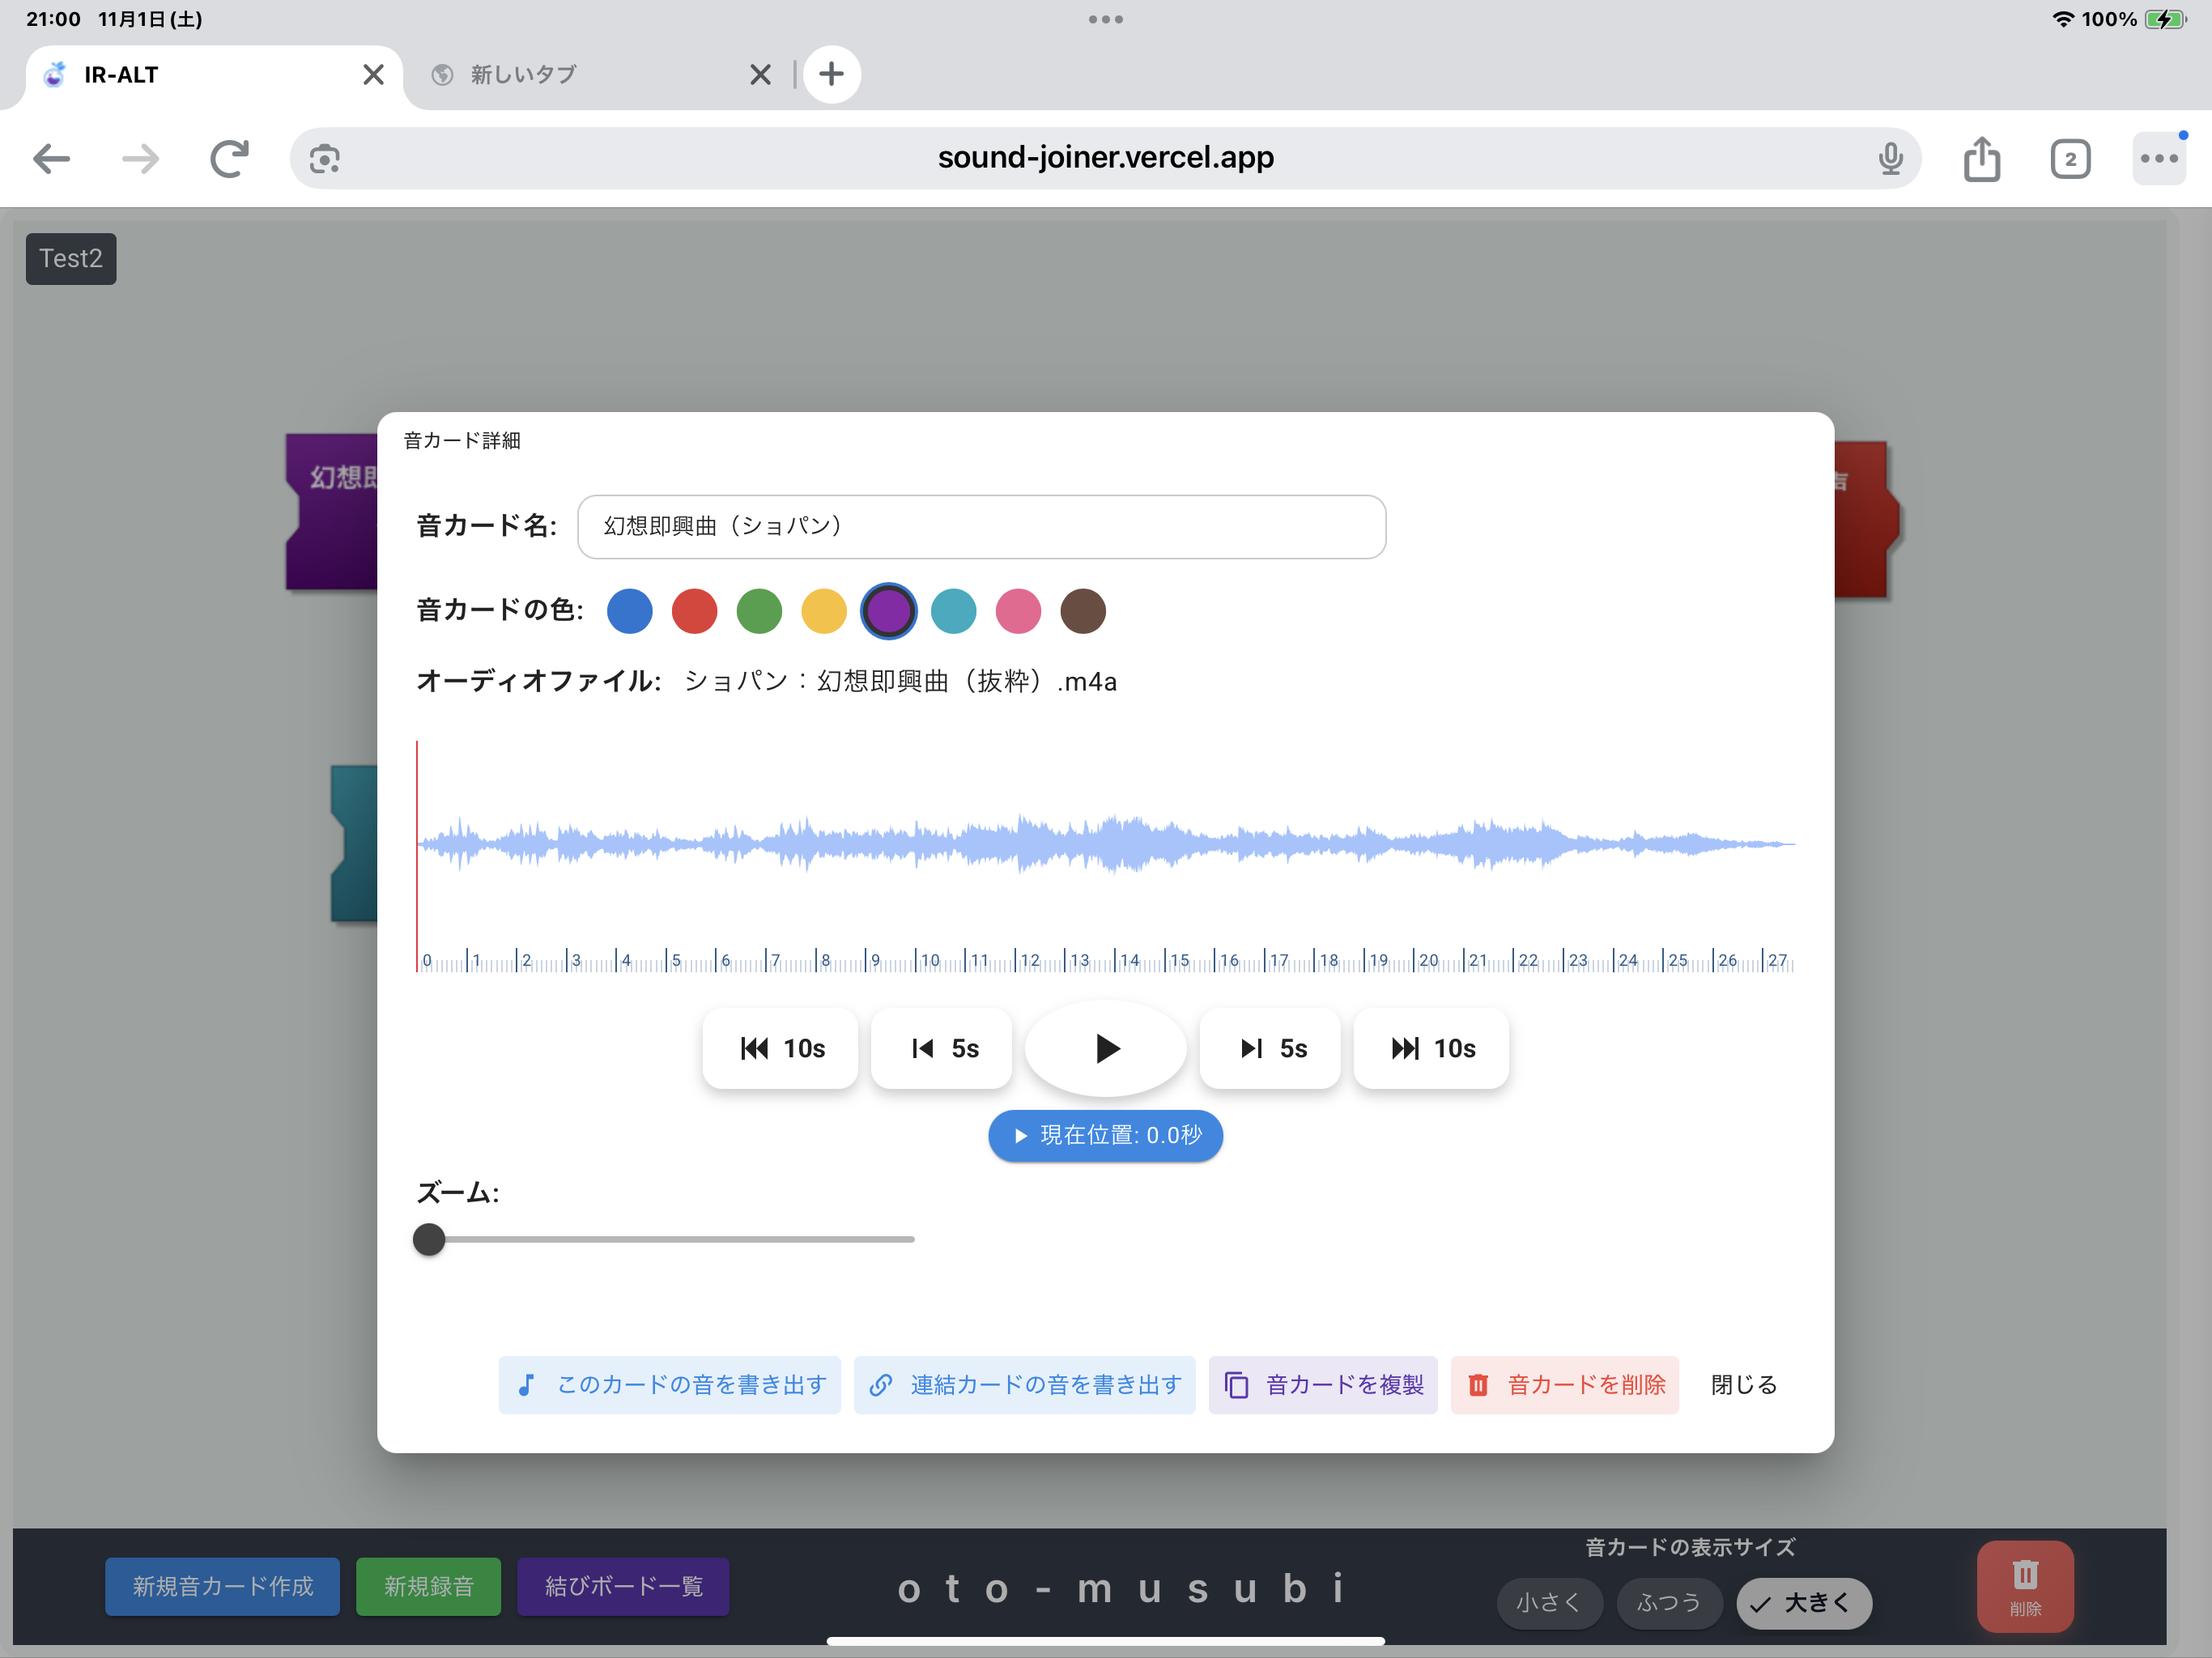 21:00 11月1日(土)
100%
IR-ALT
新しいタブ
sound-joiner.vercel.app
2
Test2
幻想即
音カード詳細
音カード名: 幻想即興曲（ショパン）
音カードの色:
オーディオファイル: ショパン：幻想即興曲（抜粋）.m4a
0 1 2 3 4 5 6 7 8 9 10 11 12 13 14 15 16 17 18 19 20 21 22 23 24 25 26 27
10s 5s 5s 10s
現在位置: 0.0秒
ズーム:
このカードの音を書き出す 連結カードの音を書き出す 音カードを複製 音カードを削除 閉じる
音カードの表示サイズ
新規音カード作成 新規録音 結びボード一覧 oto-musubi 小さく ふつう 大きく
削除